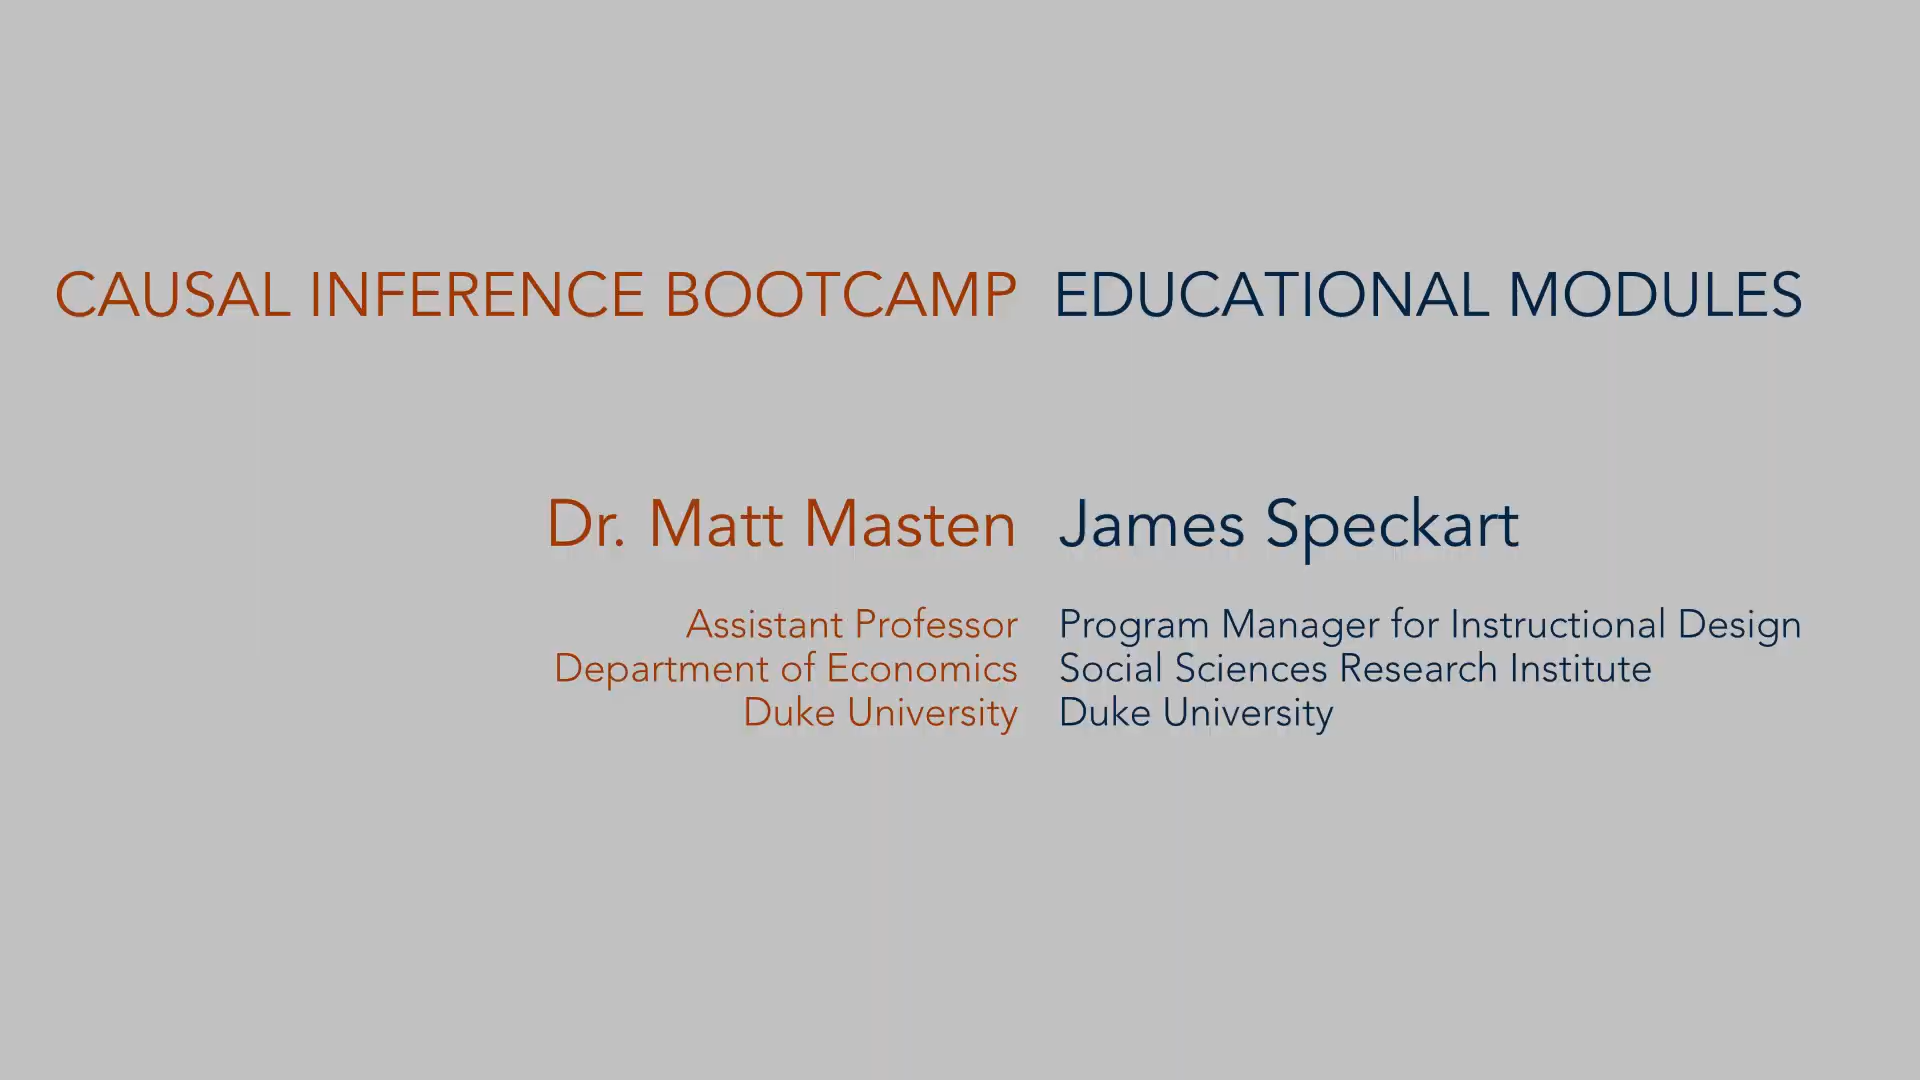 CAUSAL INFERENCE BOOTCAMP EDUCATIONAL MODULES
Dr. Matt Masten
Assistant Professor
Department of Economics
Duke University
James Speckart
Program Manager for Instructional Design
Social Sciences Research Institute
Duke University